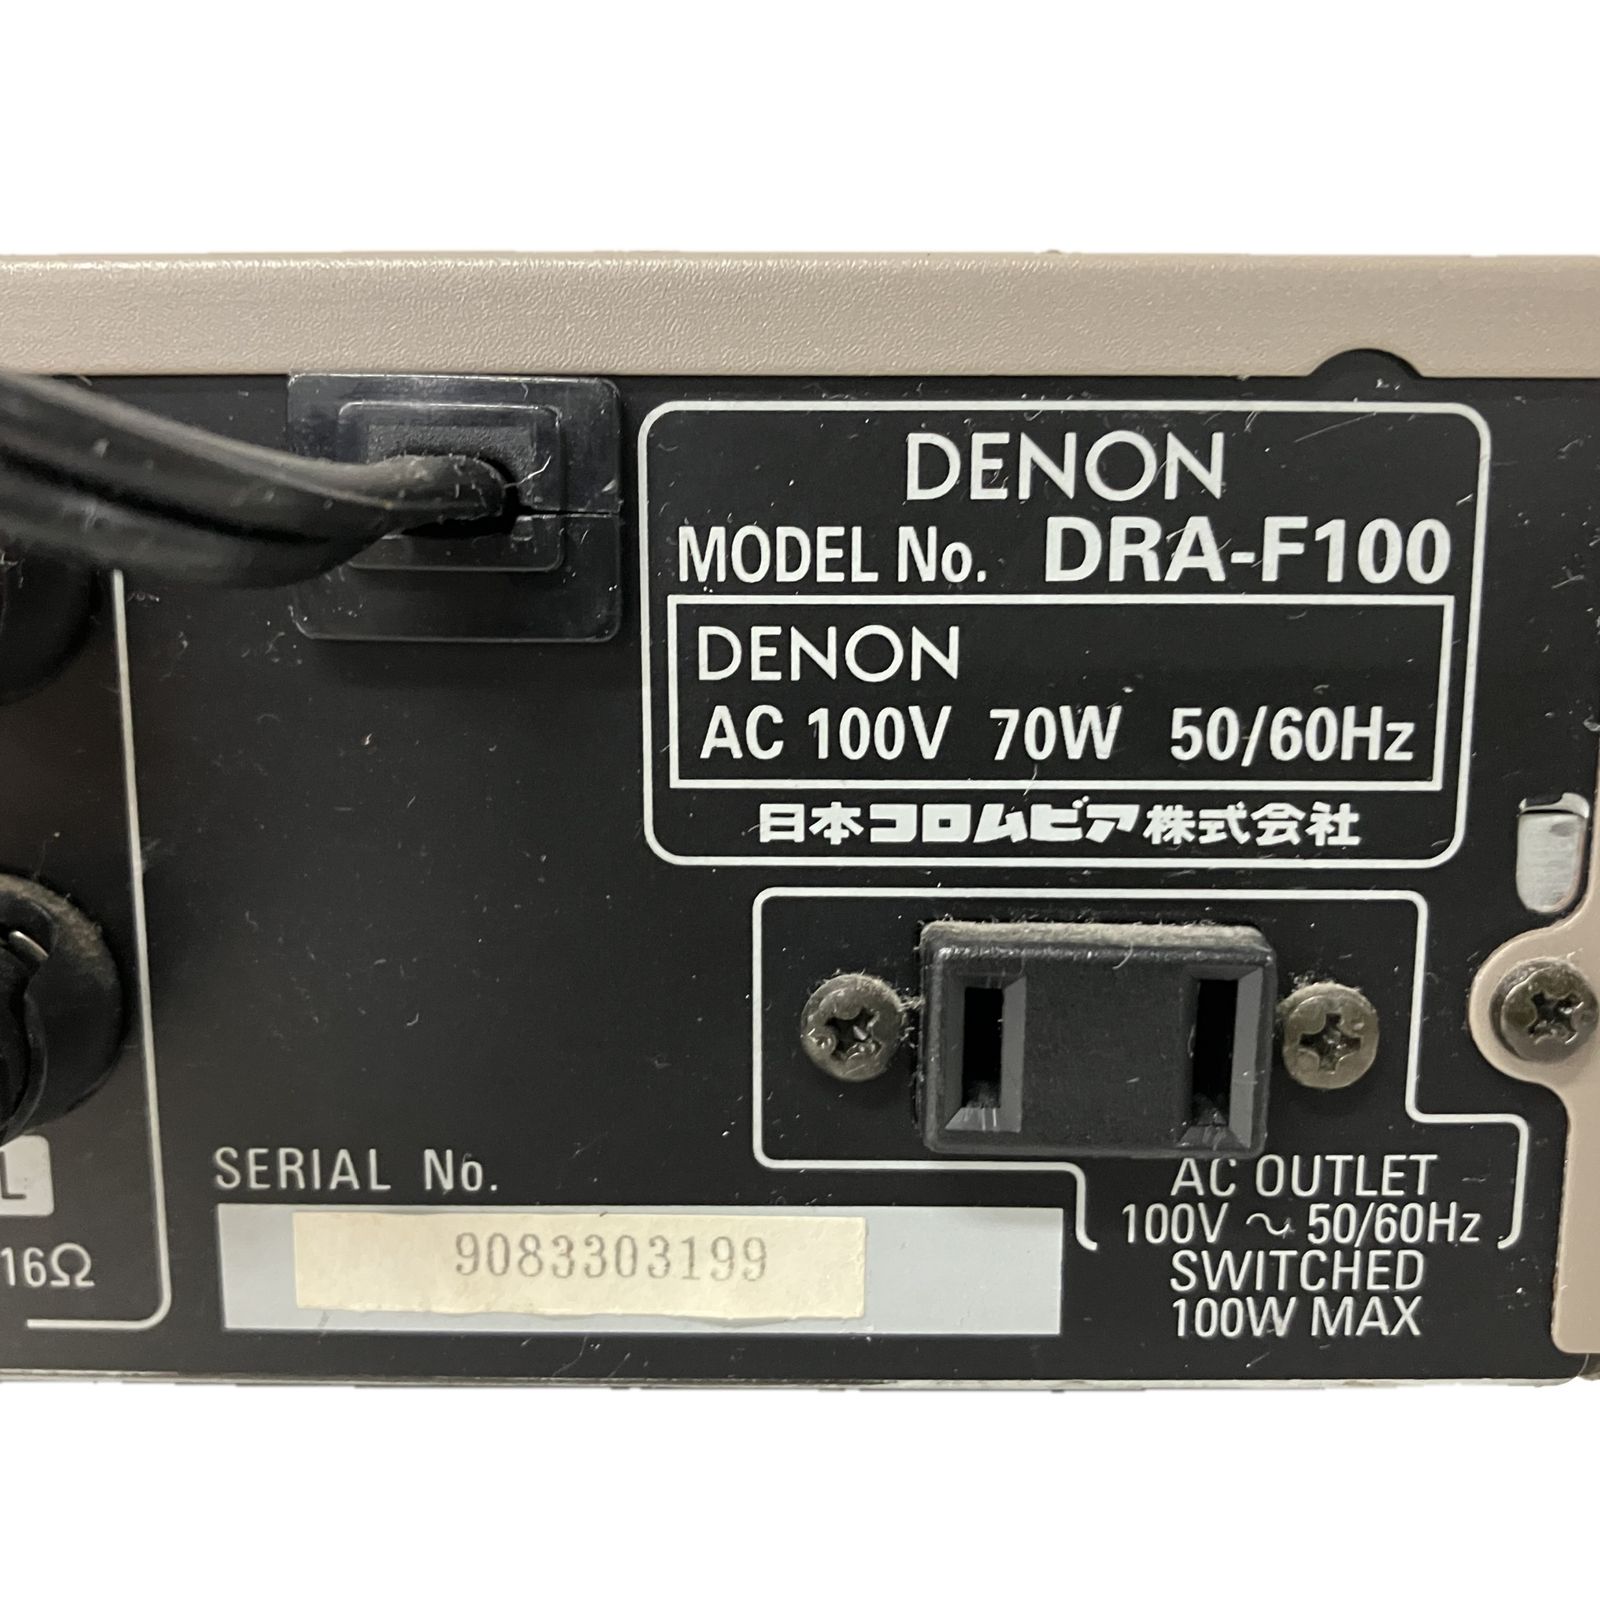 DENON
MODEL No. DRA-F100
DENON
AC 100V 70W 50/60Hz
日本コロムビア株式会社
AC OUTLET
100V ～ 50/60Hz
SWITCHED
100W MAX
SERIAL No.
9083303199
L
16Ω